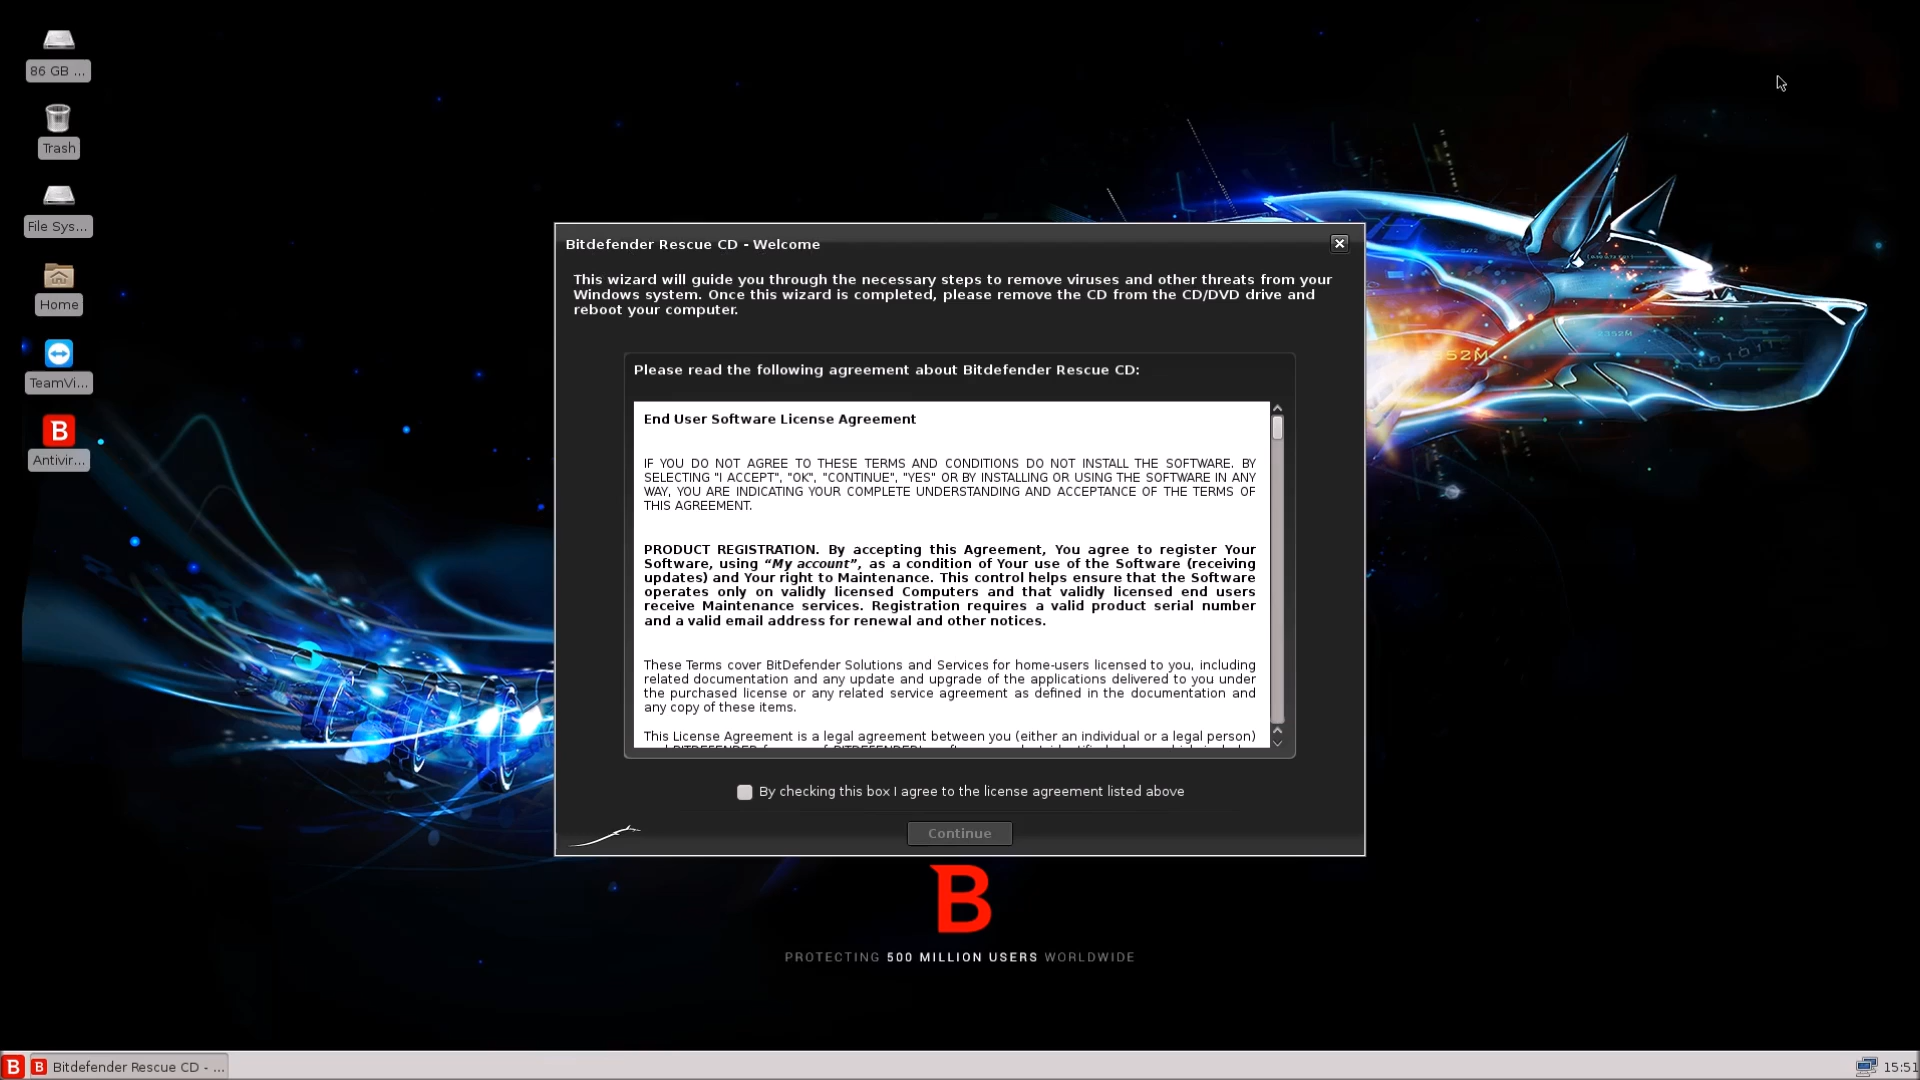 86 GB ...
Trash
File Sys...
Home
TeamVi...
B
Antivir...
Bitdefender Rescue CD - Welcome
This wizard will guide you through the necessary steps to remove viruses and other threats from your
Windows system. Once this wizard is completed, please remove the CD from the CD/DVD drive and
reboot your computer.
Please read the following agreement about Bitdefender Rescue CD:
End User Software License Agreement
IF YOU DO NOT AGREE TO THESE TERMS AND CONDITIONS DO NOT INSTALL THE SOFTWARE. BY
SELECTING "I ACCEPT", "OK", "CONTINUE", "YES" OR BY INSTALLING OR USING THE SOFTWARE IN ANY
WAY, YOU ARE INDICATING YOUR COMPLETE UNDERSTANDING AND ACCEPTANCE OF THE TERMS OF
THIS AGREEMENT.
PRODUCT REGISTRATION. By accepting this Agreement, You agree to register Your
Software, using “My account”, as a condition of Your use of the Software (receiving
updates) and Your right to Maintenance. This control helps ensure that the Software
operates only on validly licensed Computers and that validly licensed end users
receive Maintenance services. Registration requires a valid product serial number
and a valid email address for renewal and other notices.
These Terms cover BitDefender Solutions and Services for home-users licensed to you, including
related documentation and any update and upgrade of the applications delivered to you under
the purchased license or any related service agreement as defined in the documentation and
any copy of these items.
This License Agreement is a legal agreement between you (either an individual or a legal person)
By checking this box I agree to the license agreement listed above
Continue
B
PROTECTING 500 MILLION USERS WORLDWIDE
B
B Bitdefender Rescue CD - ...
15:51